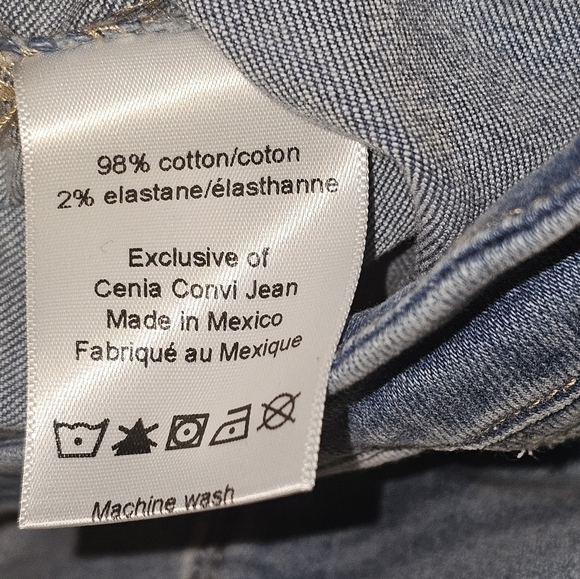 98% cotton/coton
2% elastane/élasthanne
Exclusive of
Cenia Convi Jean
Made in Mexico
Fabriqué au Mexique
Machine wash